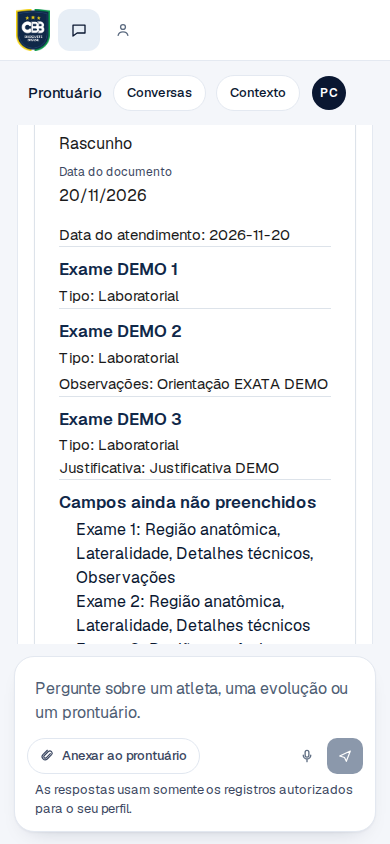 CBB
Prontuário
Conversas
Contexto
PC
Rascunho
Data do documento
20/11/2026
Data do atendimento: 2026-11-20
Exame DEMO 1
Tipo: Laboratorial
Exame DEMO 2
Tipo: Laboratorial
Observações: Orientação EXATA DEMO
Exame DEMO 3
Tipo: Laboratorial
Justificativa: Justificativa DEMO
Campos ainda não preenchidos
Exame 1: Região anatômica,
Lateralidade, Detalhes técnicos,
Observações
Exame 2: Região anatômica,
Lateralidade, Detalhes técnicos
Pergunte sobre um atleta, uma evolução ou
um prontuário.
Anexar ao prontuário
As respostas usam somente os registros autorizados
para o seu perfil.